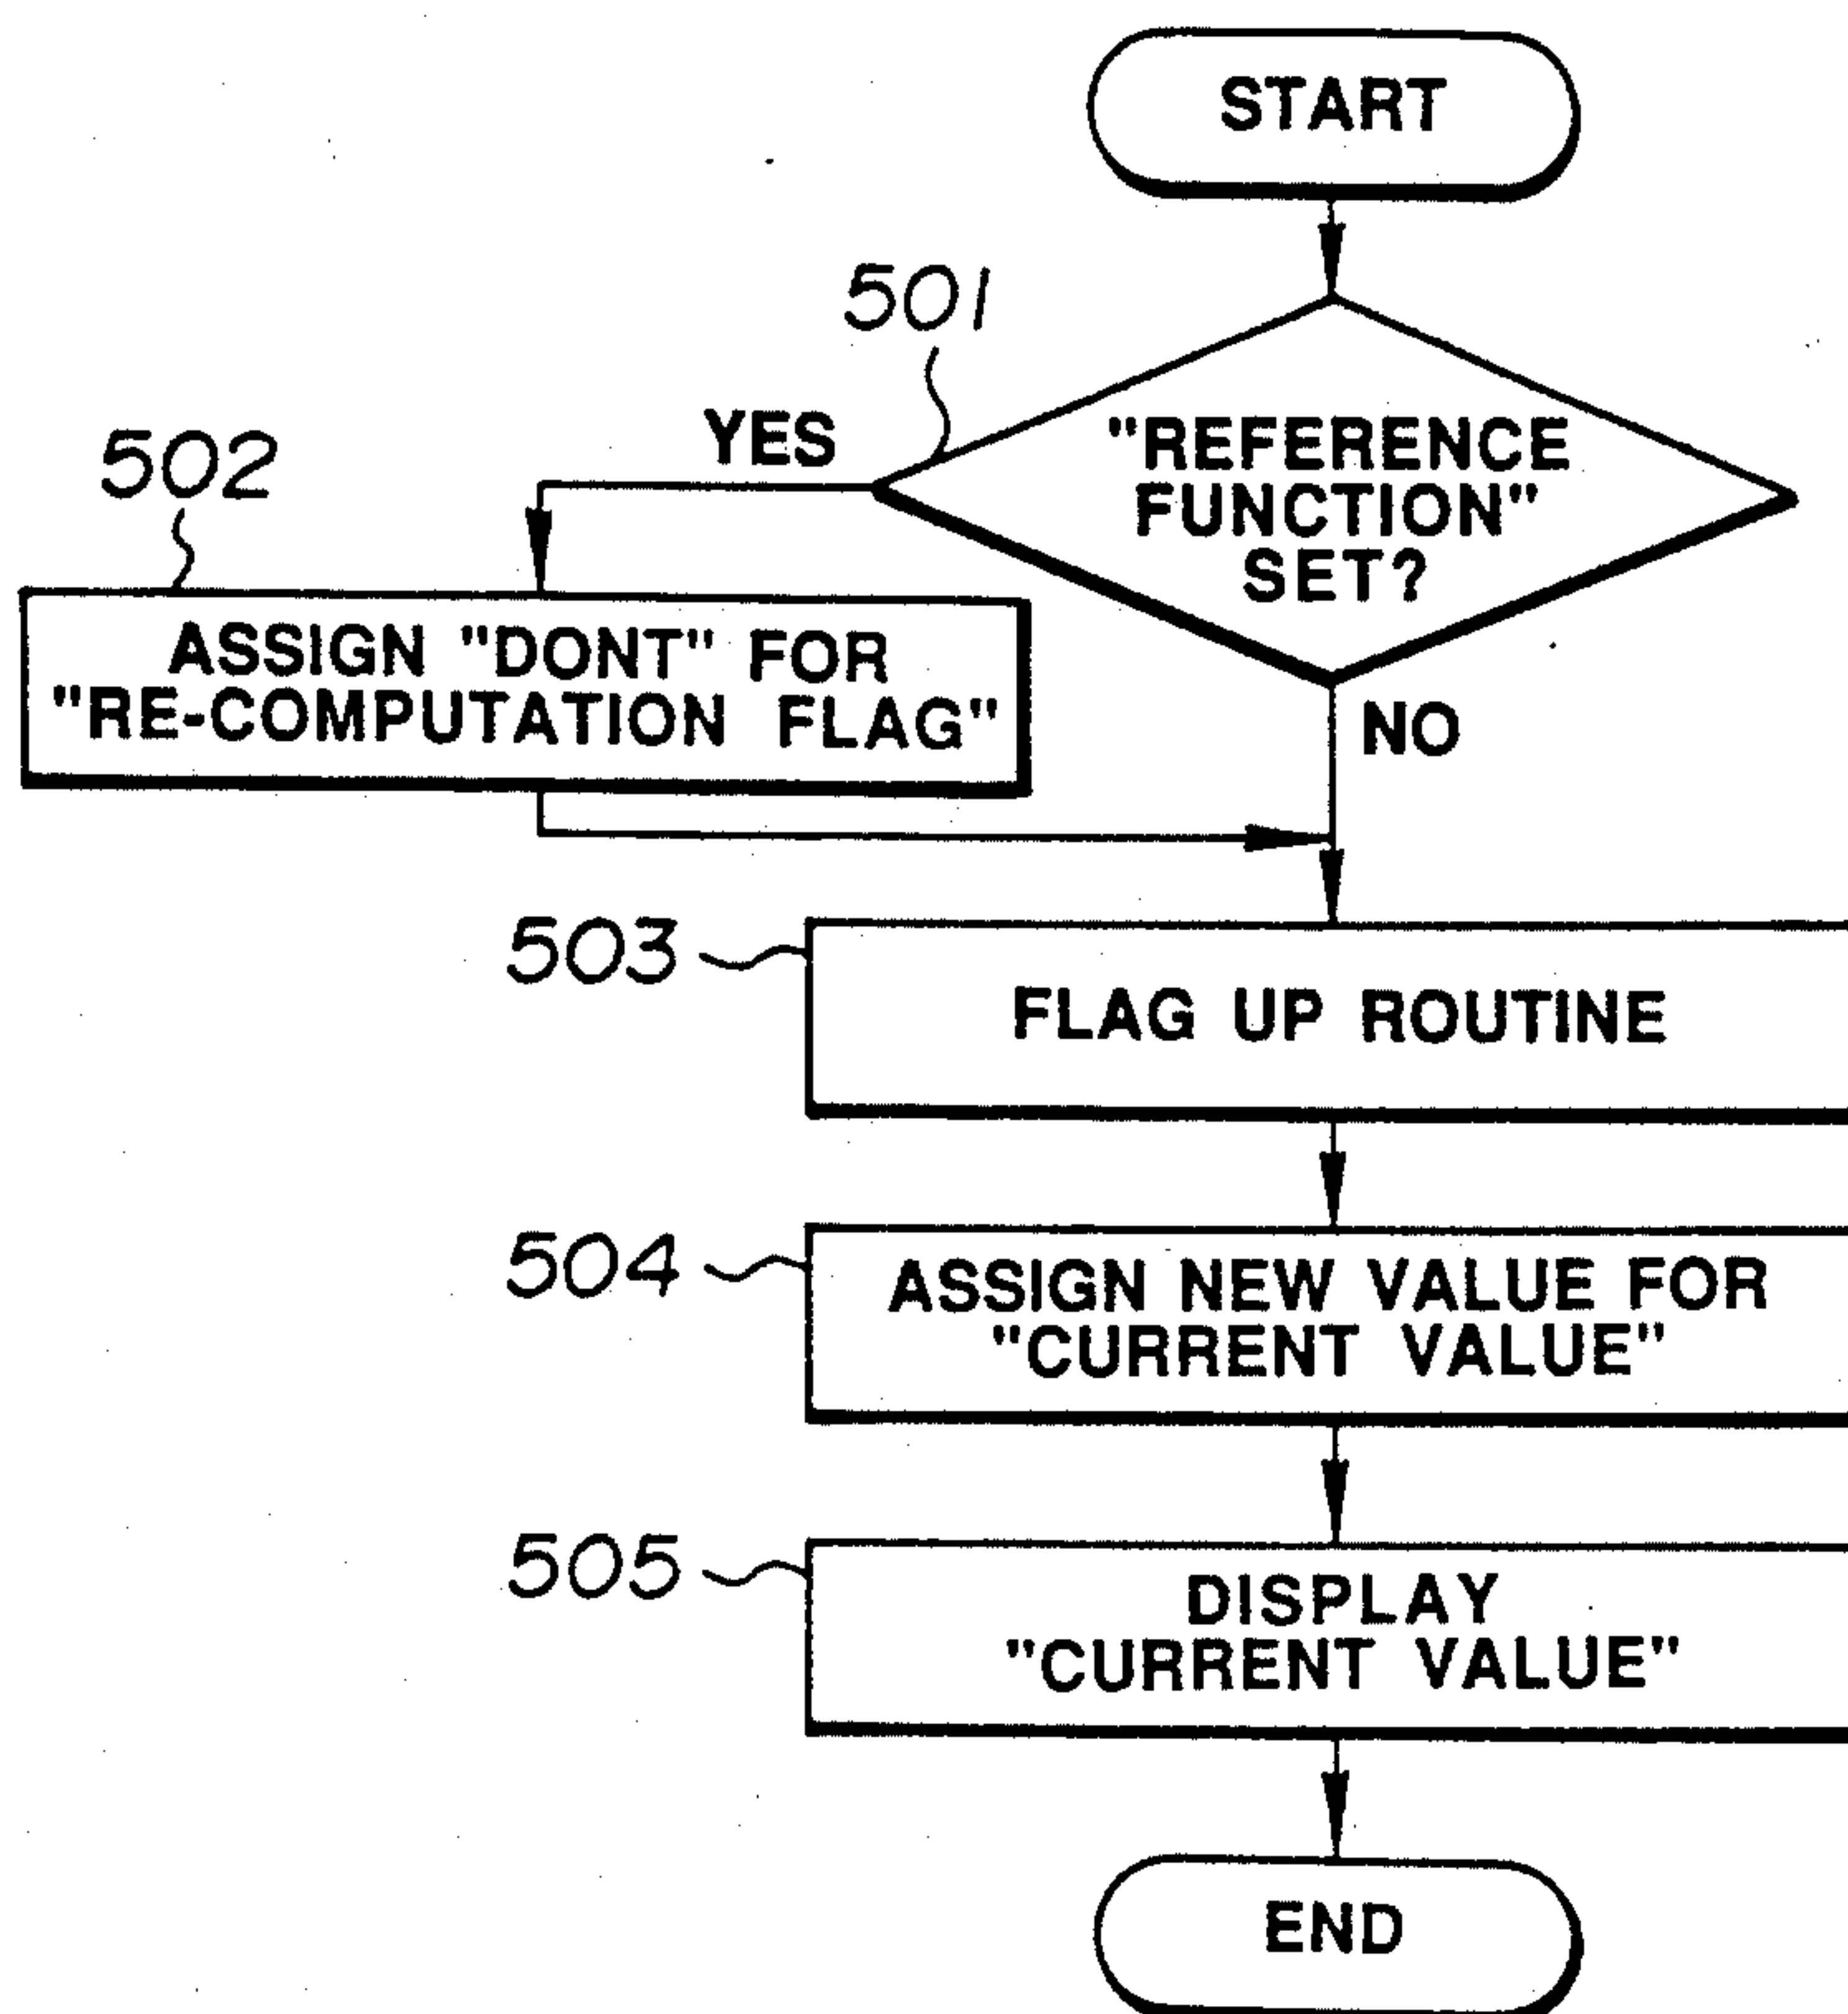 START
501
"REFERENCE
FUNCTION"
SET?
YES
502
ASSIGN "DONT" FOR
"RE-COMPUTATION FLAG"
NO
503
FLAG UP ROUTINE
504
ASSIGN NEW VALUE FOR
"CURRENT VALUE"
505
DISPLAY
"CURRENT VALUE"
END